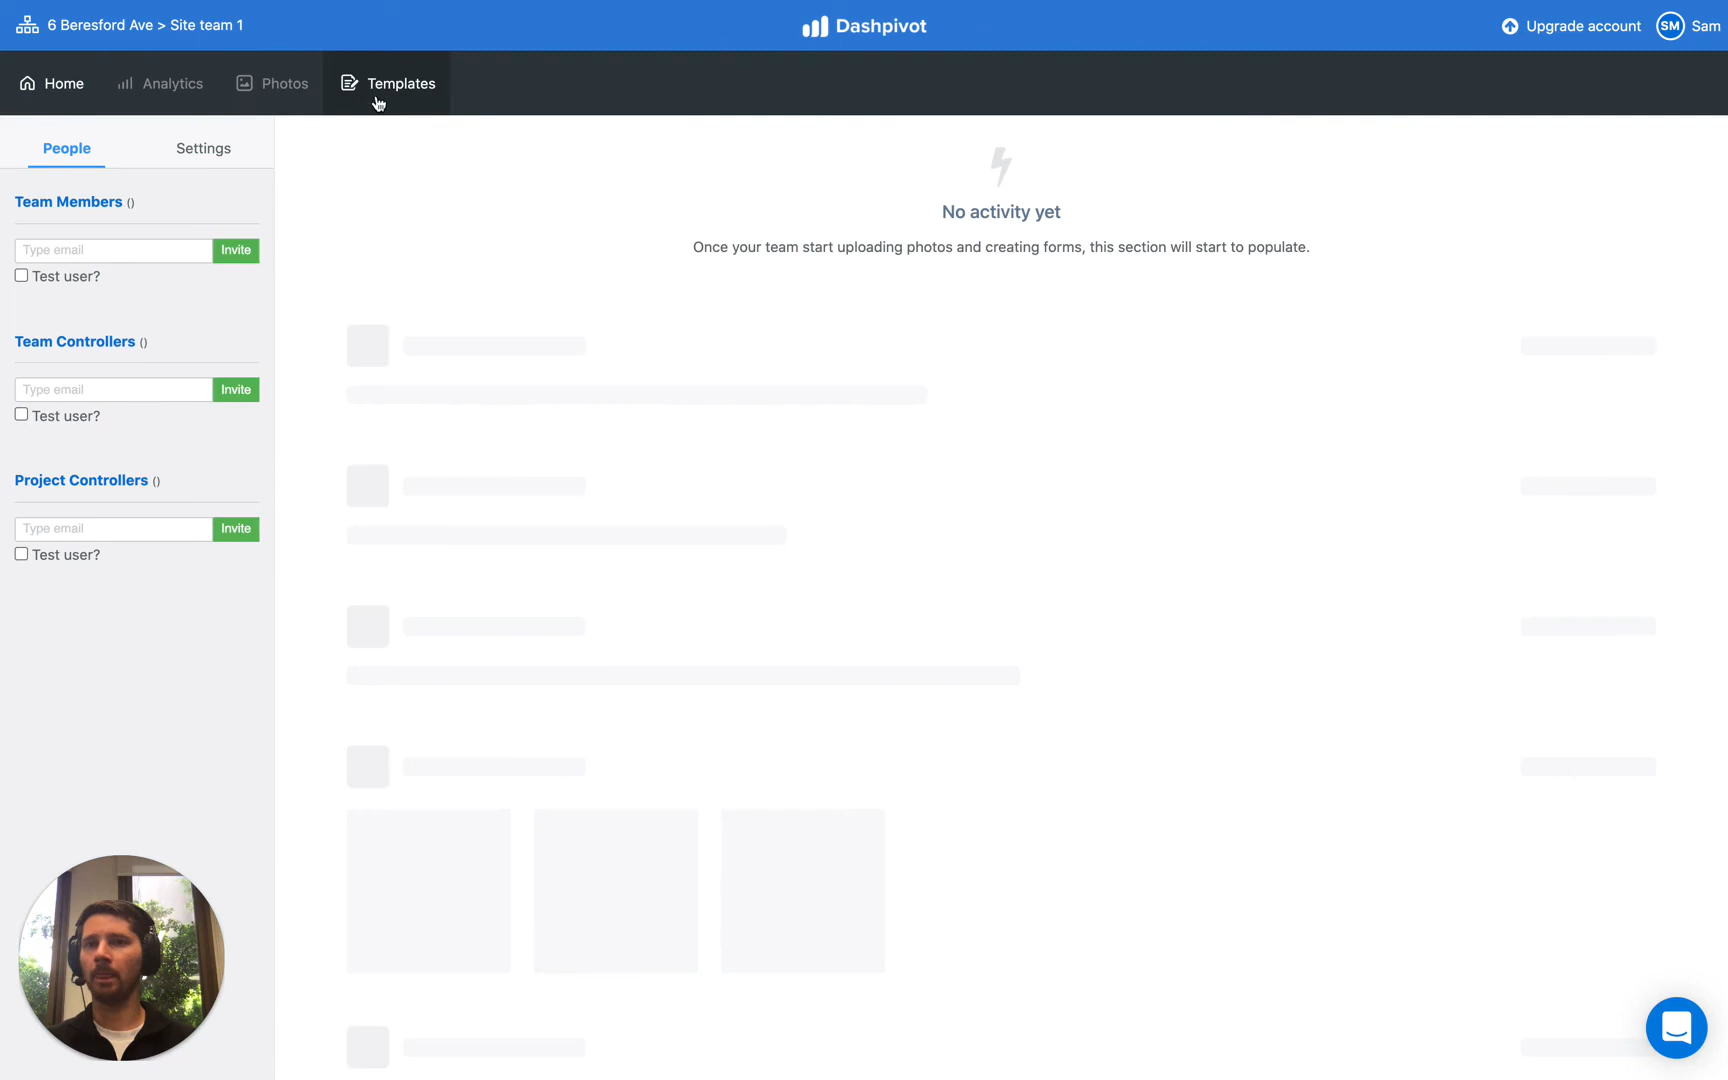 6 Beresford Ave > Site team 1
Dashpivot
Upgrade account
SM
Sam
Home
Analytics
Photos
Templates
People
Settings
Team Members ()
Type email
Invite
Test user?
Team Controllers ()
Type email
Invite
Test user?
Project Controllers ()
Type email
Invite
Test user?
No activity yet
Once your team start uploading photos and creating forms, this section will start to populate.